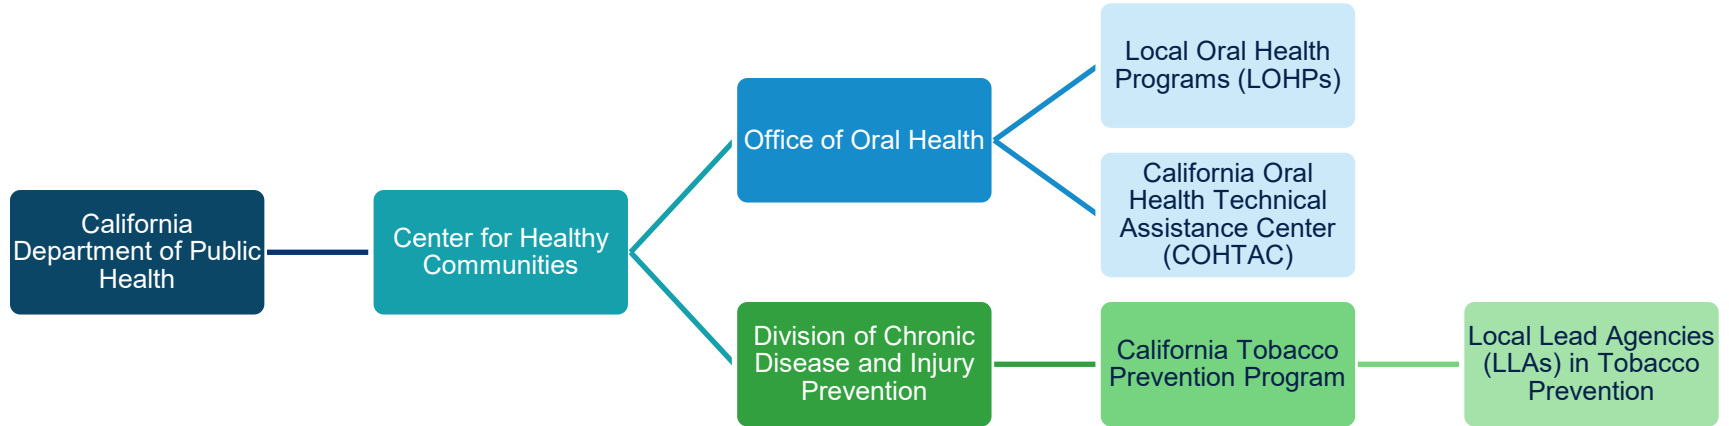 California
Department of Public
Health
Center for Healthy
Communities
Office of Oral Health
Local Oral Health
Programs (LOHPs)
California Oral
Health Technical
Assistance Center
(COHTAC)
Division of Chronic
Disease and Injury
Prevention
California Tobacco
Prevention Program
Local Lead Agencies
(LLAs) in Tobacco
Prevention